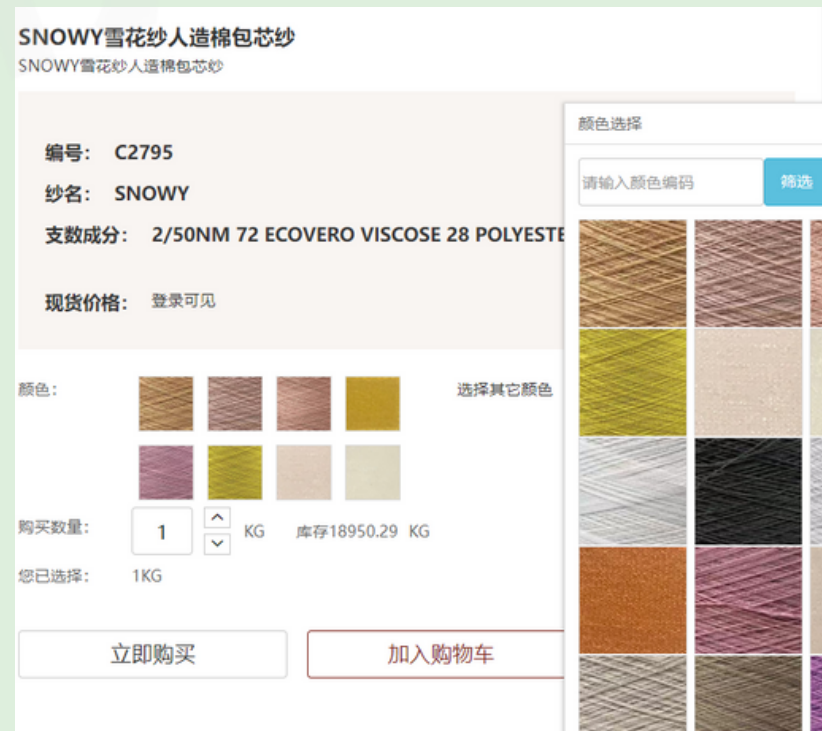 SNOWY雪花纱人造棉包芯纱
SNOWY雪花纱人造棉包芯纱
编号： C2795
纱名： SNOWY
支数成分： 2/50NM 72 ECOVERO VISCOSE 28 POLYESTE
现货价格： 登录可见
颜色：
选择其它颜色
购买数量： 1 KG 库存18950.29 KG
您已选择： 1KG
立即购买 加入购物车
颜色选择
请输入颜色编码 筛选